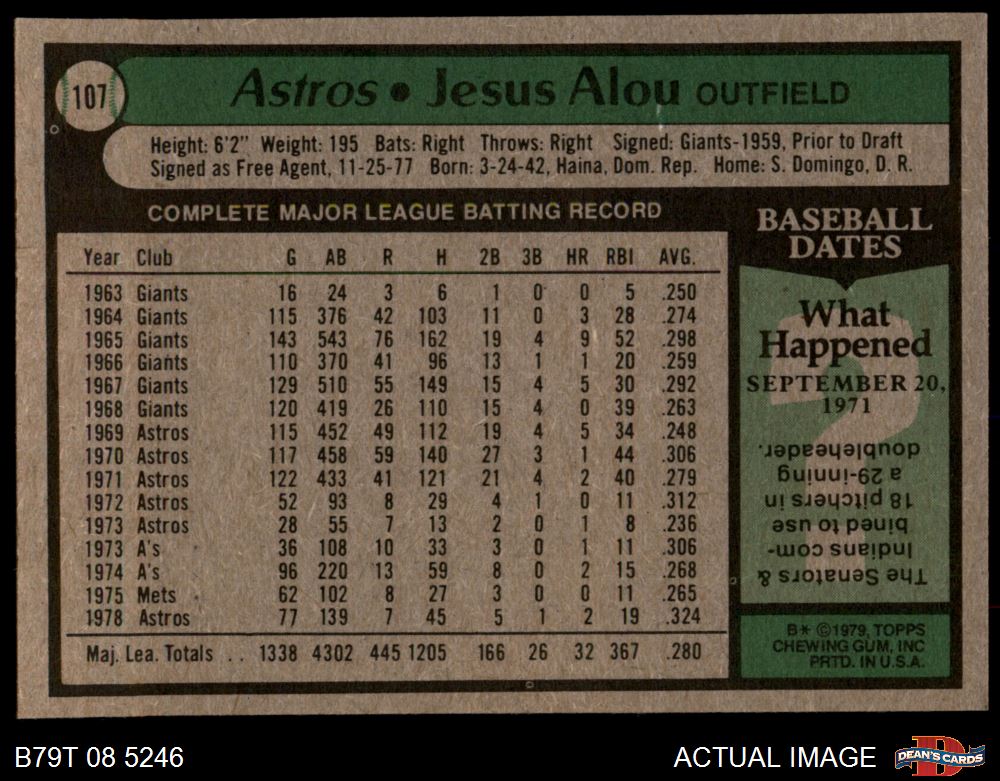 107
Astros • Jesus Alou OUTFIELD
Height: 6'2" Weight: 195 Bats: Right Throws: Right Signed: Giants-1959, Prior to Draft
Signed as Free Agent, 11-25-77 Born: 3-24-42, Haina, Dom. Rep. Home: S. Domingo, D. R.
COMPLETE MAJOR LEAGUE BATTING RECORD
Year Club G AB R H 2B 3B HR RBI AVG.
1963 Giants 16 24 3 6 1 0 0 5 .250
1964 Giants 115 376 42 103 11 0 3 28 .274
1965 Giants 143 543 76 162 19 4 9 52 .298
1966 Giants 110 370 41 96 13 1 1 20 .259
1967 Giants 129 510 55 149 15 4 5 30 .292
1968 Giants 120 419 26 110 15 4 0 39 .263
1969 Astros 115 452 49 112 19 4 5 34 .248
1970 Astros 117 458 59 140 27 3 1 44 .306
1971 Astros 122 433 41 121 21 4 2 40 .279
1972 Astros 52 93 8 29 4 1 0 11 .312
1973 Astros 28 55 7 13 2 0 1 8 .236
1973 A's 36 108 10 33 3 0 1 11 .306
1974 A's 96 220 13 59 8 0 2 15 .268
1975 Mets 62 102 8 27 3 0 0 11 .265
1978 Astros 77 139 7 45 5 1 2 19 .324
Maj. Lea. Totals . . 1338 4302 445 1205 166 26 32 367 .280
BASEBALL
DATES
What
Happened
SEPTEMBER 20,
1971
The Senators &
Indians com-
bined to use
18 pitchers in
a 29-inning
doubleheader.
B* ©1979, TOPPS
CHEWING GUM, INC
PRTD. IN U.S.A.
B79T 08 5246
ACTUAL IMAGE
D
DEAN'S CARDS